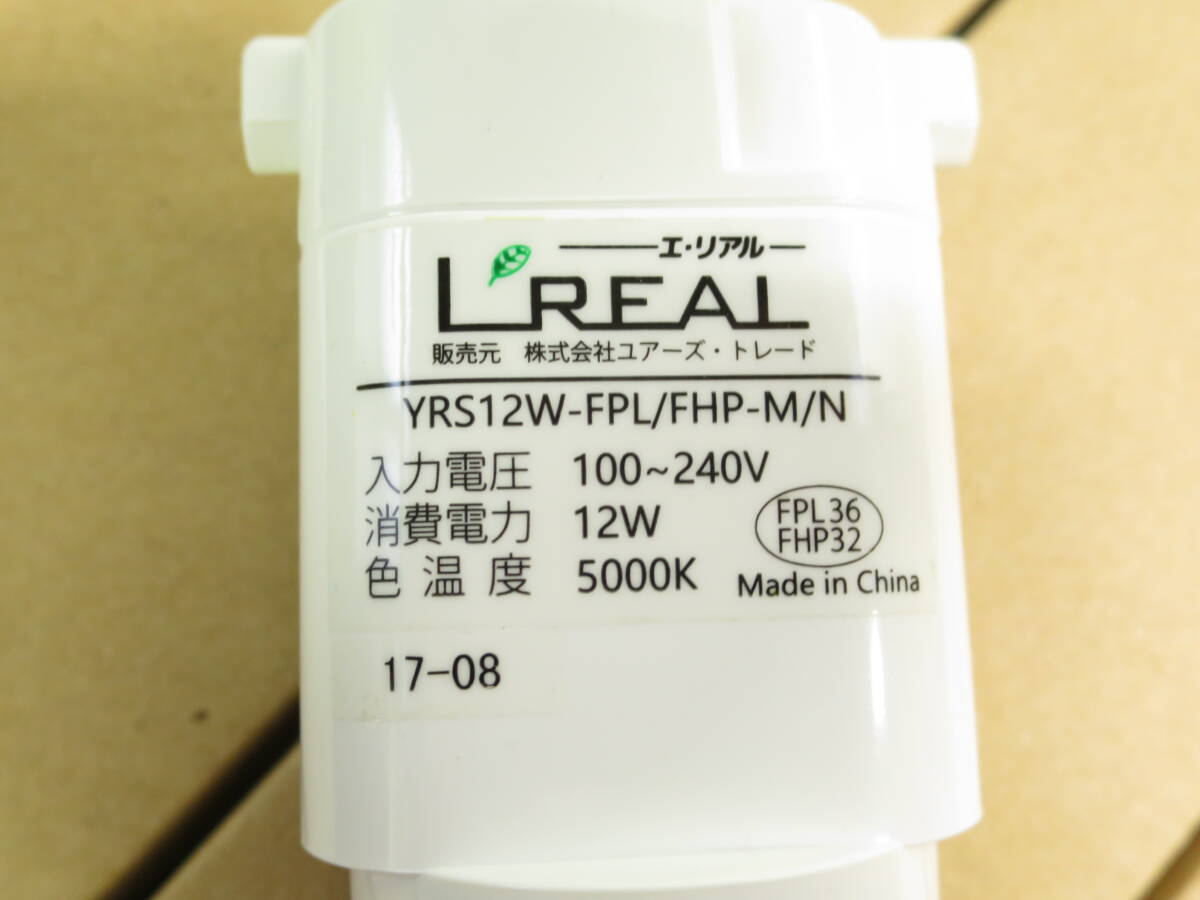 エ・リアル
L'REAL
販売元 株式会社ユアーズ・トレード
YRS12W-FPL/FHP-M/N
入力電圧 100~240V
消費電力 12W
色温度 5000K
FPL36
FHP32
Made in China
17-08